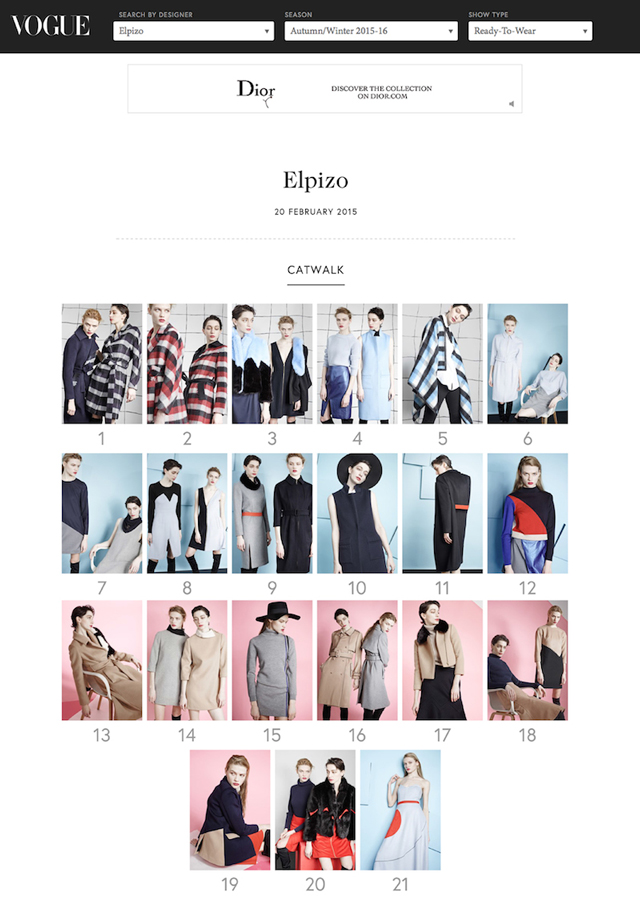 VOGUE
SEARCH BY DESIGNER
Elpizo
SEASON
Autumn/Winter 2015-16
SHOW TYPE
Ready-To-Wear
Dior
DISCOVER THE COLLECTION
ON DIOR.COM
Elpizo
20 FEBRUARY 2015
CATWALK
1 2 3 4 5 6
7 8 9 10 11 12
13 14 15 16 17 18
19 20 21